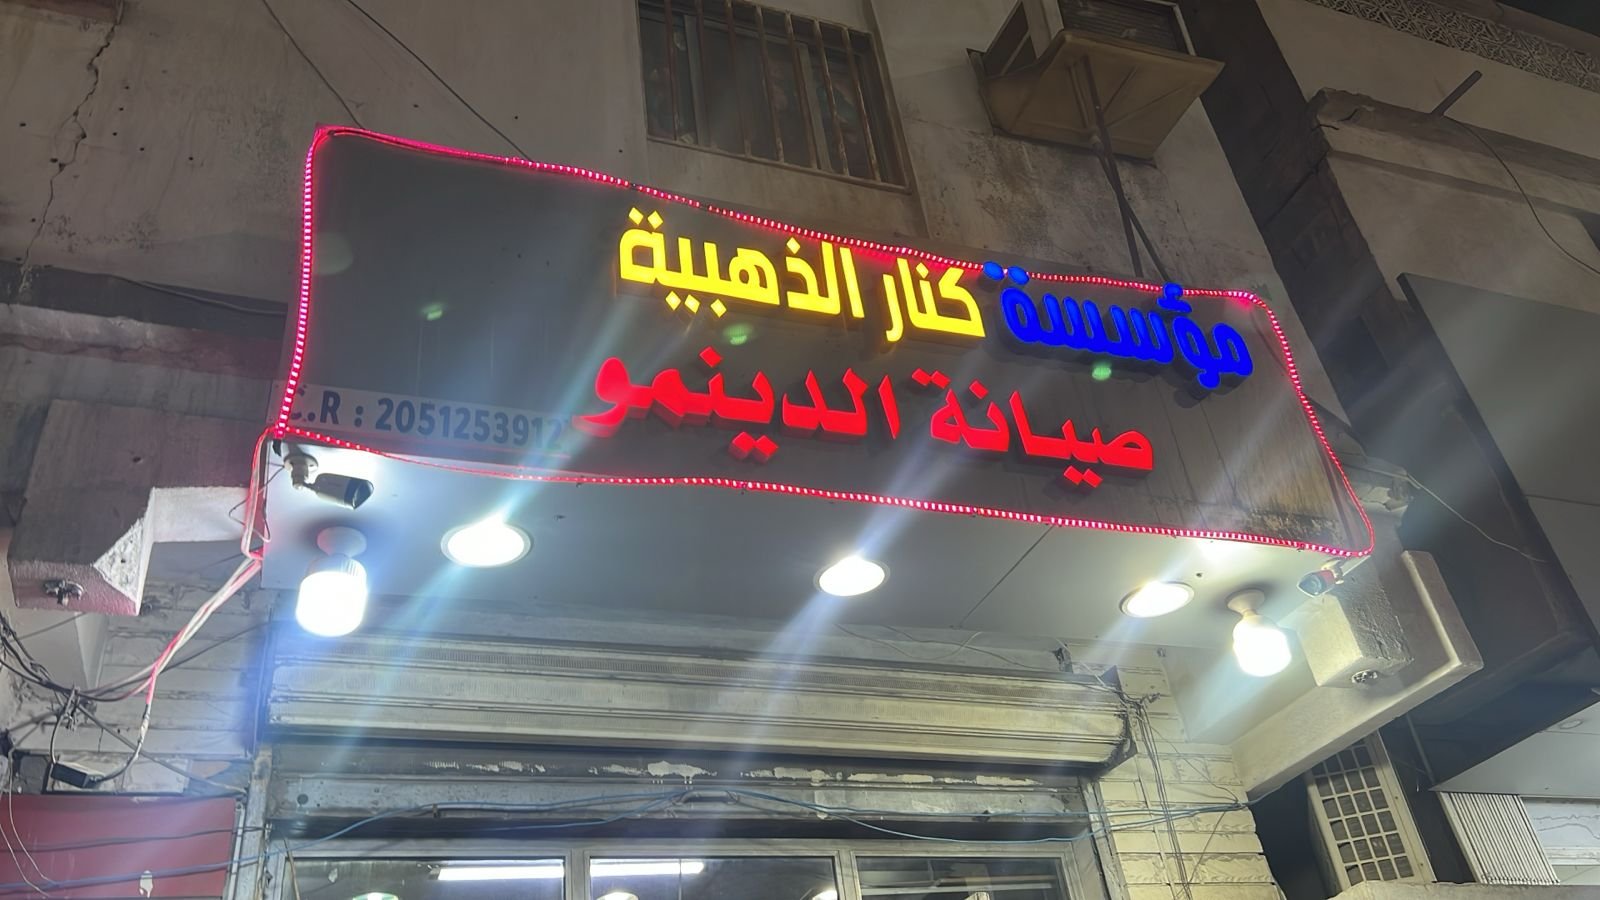 مؤسسة كنار الذهبية
صيانة الدينمو
C.R : 2051253912